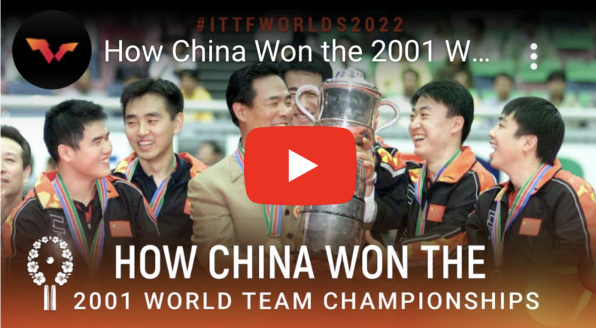 #ITTFWORLDS2022
How China Won the 2001 W...
HOW CHINA WON THE
2001 WORLD TEAM CHAMPIONSHIPS